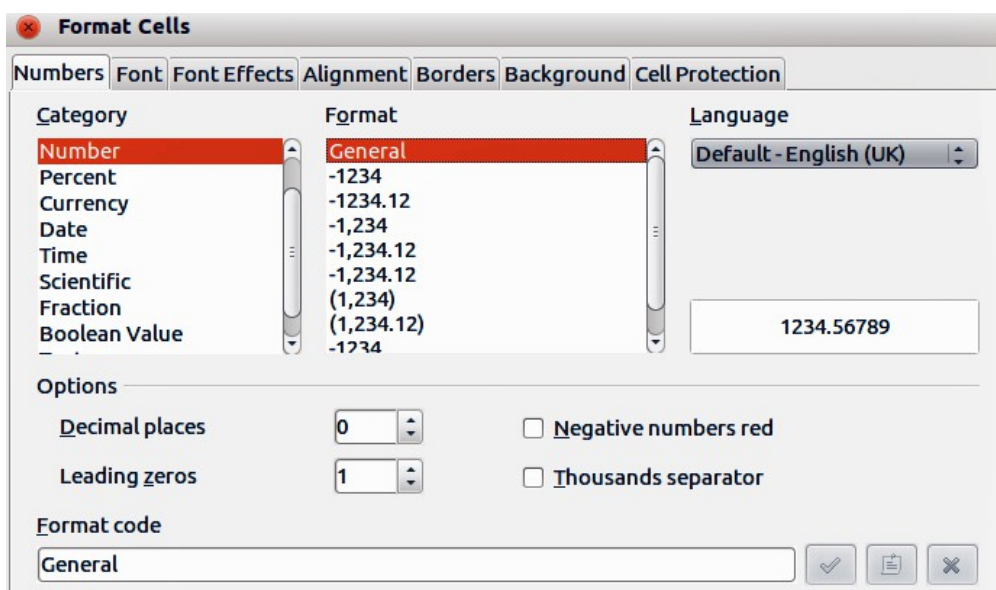 Format Cells
Numbers Font Font Effects Alignment Borders Background Cell Protection
Category
Number
Percent
Currency
Date
Time
Scientific
Fraction
Boolean Value
Format
General
-1234
-1234.12
-1,234
-1,234.12
-1,234.12
(1,234)
(1,234.12)
-1234
Language
Default - English (UK)
1234.56789
Options
Decimal places 0
Negative numbers red
Leading zeros 1
Thousands separator
Format code
General